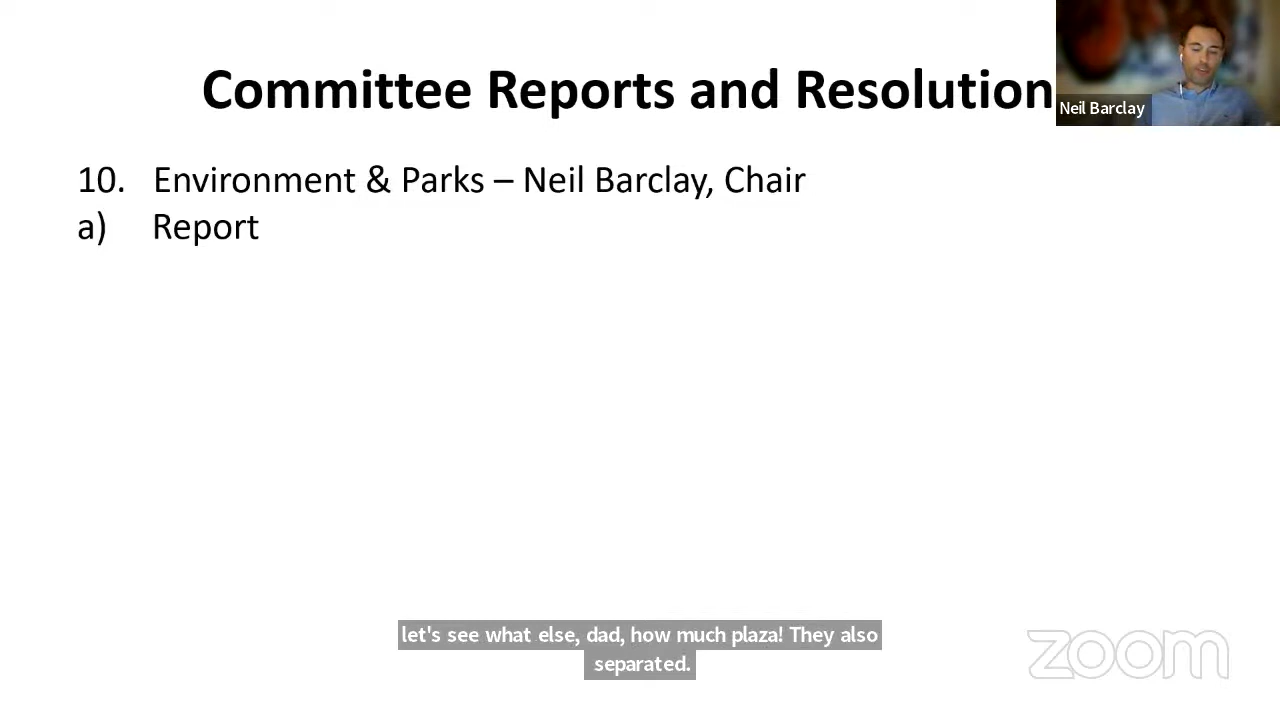 Committee Reports and Resolution
Neil Barclay
10. Environment & Parks – Neil Barclay, Chair
a) Report
let's see what else, dad, how much plaza! They also
separated.
zoom